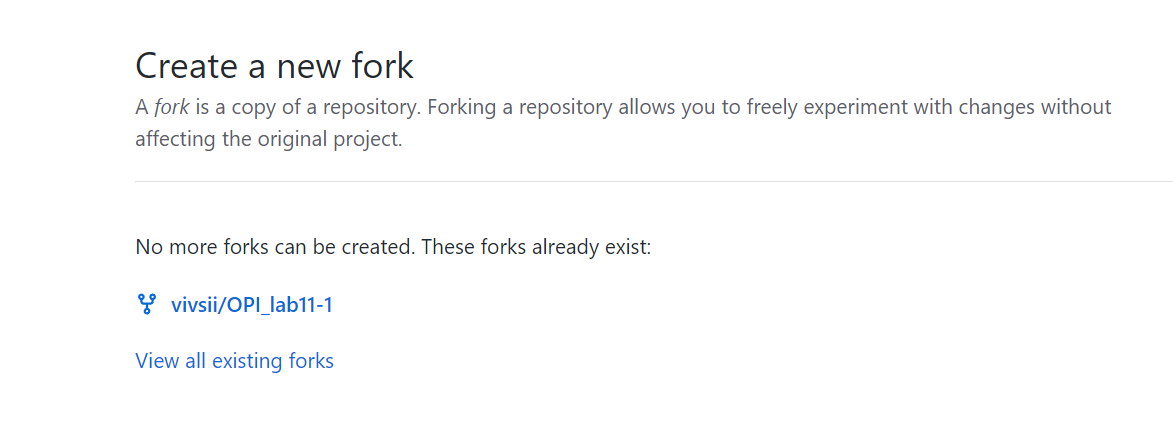 Create a new fork
A fork is a copy of a repository. Forking a repository allows you to freely experiment with changes without
affecting the original project.
No more forks can be created. These forks already exist:
vivsii/OPI_lab11-1
View all existing forks